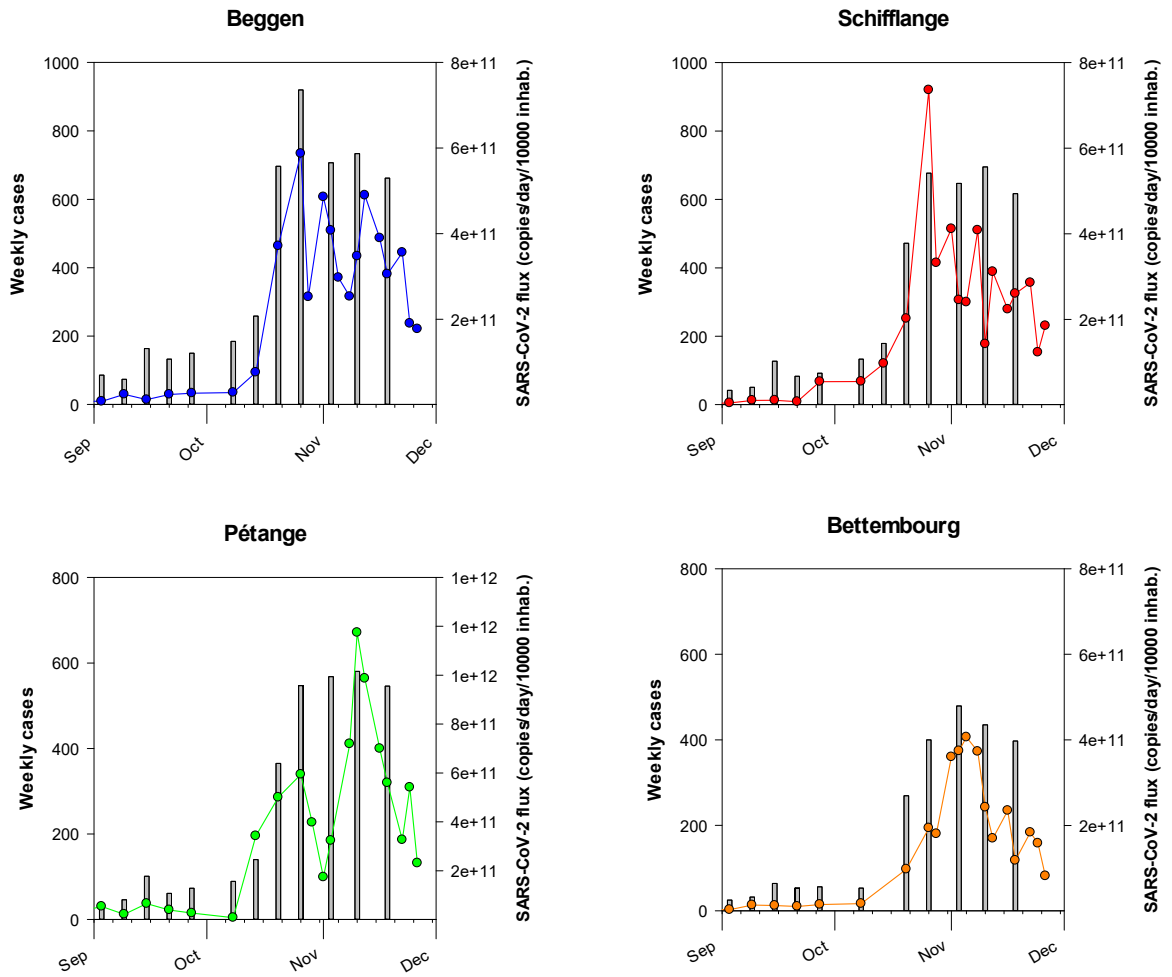 Beggen
1000
800
600
400
200
0
Weekly cases
8e+11
6e+11
4e+11
2e+11
SARS-CoV-2 flux (copies/day/10000 inhab.)
Sep
Oct
Nov
Dec
Schifflange
1000
800
600
400
200
0
Weekly cases
8e+11
6e+11
4e+11
2e+11
SARS-CoV-2 flux (copies/day/10000 inhab.)
Sep
Oct
Nov
Dec
Pétange
800
600
400
200
0
Weekly cases
1e+12
1e+12
1e+12
8e+11
6e+11
4e+11
2e+11
SARS-CoV-2 flux (copies/day/10000 inhab.)
Sep
Oct
Nov
Dec
Bettembourg
800
600
400
200
0
Weekly cases
8e+11
6e+11
4e+11
2e+11
SARS-CoV-2 flux (copies/day/10000 inhab.)
Sep
Oct
Nov
Dec